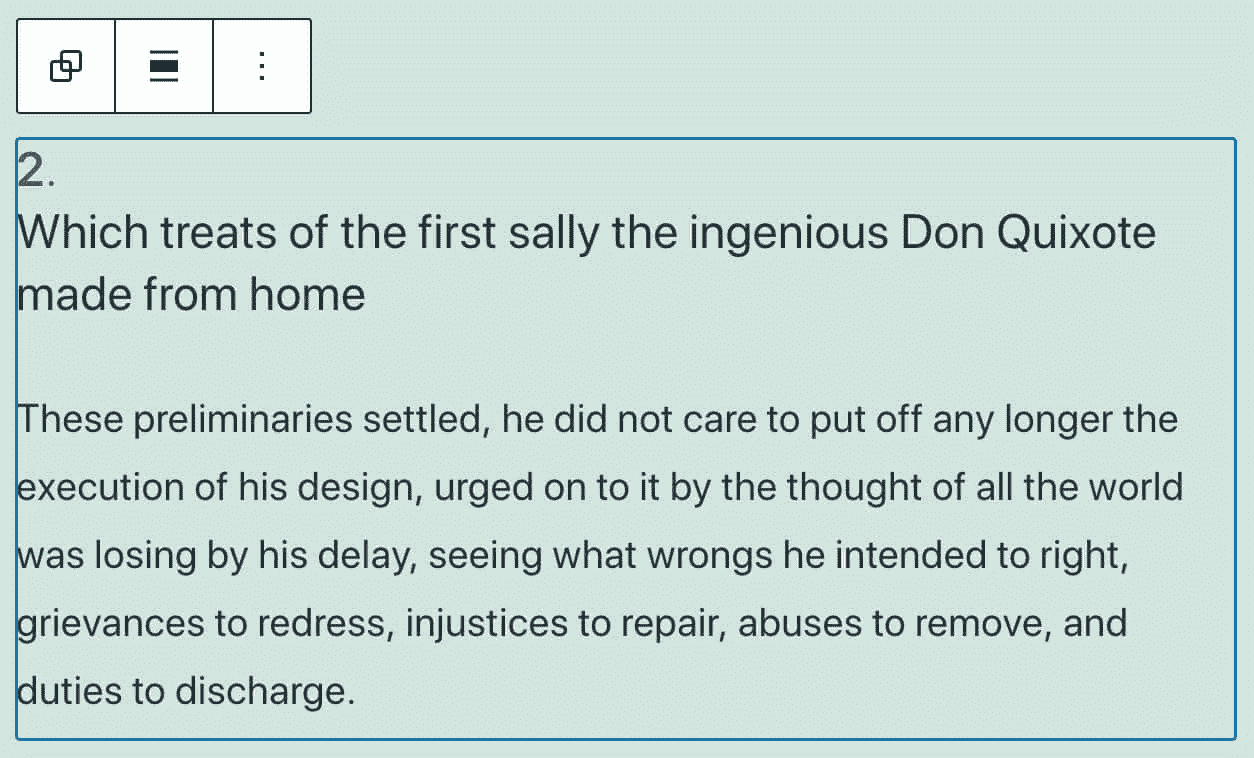 2.
Which treats of the first sally the ingenious Don Quixote
made from home
These preliminaries settled, he did not care to put off any longer the
execution of his design, urged on to it by the thought of all the world
was losing by his delay, seeing what wrongs he intended to right,
grievances to redress, injustices to repair, abuses to remove, and
duties to discharge.